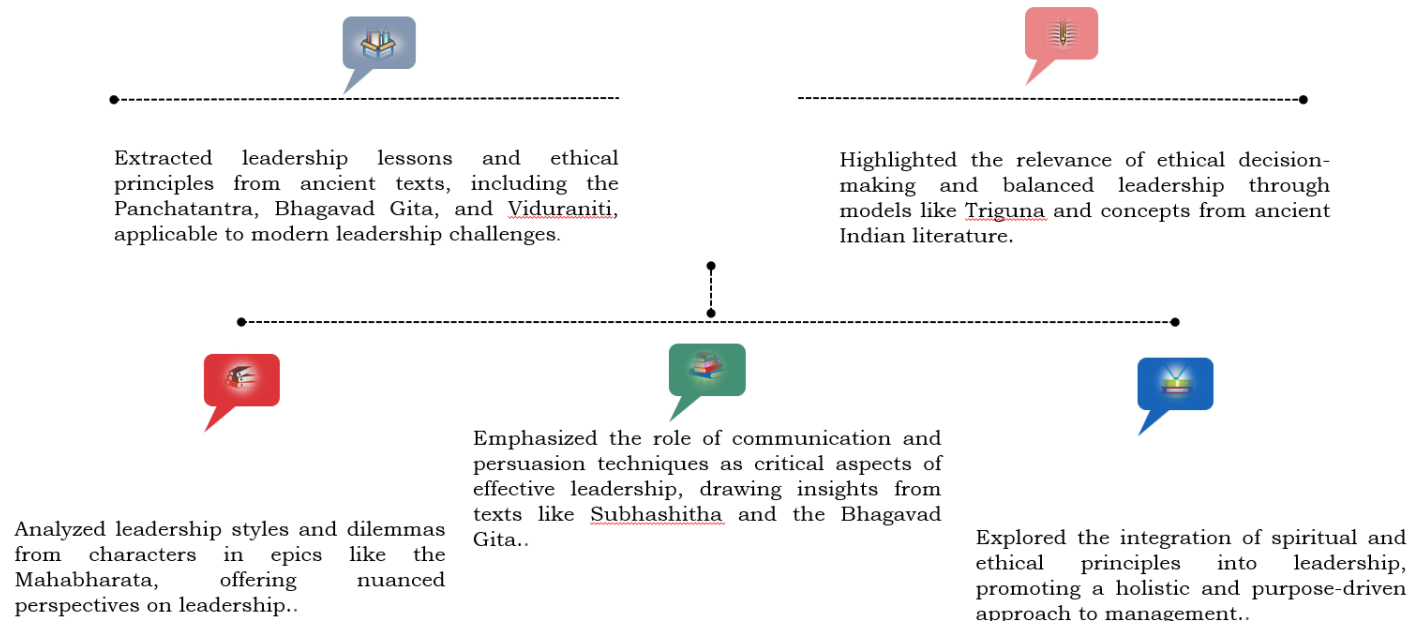 Extracted leadership lessons and ethical
principles from ancient texts, including the
Panchatantra, Bhagavad Gita, and Viduraniti,
applicable to modern leadership challenges.
Highlighted the relevance of ethical decision-
making and balanced leadership through
models like Triguna and concepts from ancient
Indian literature.
Analyzed leadership styles and dilemmas
from characters in epics like the
Mahabharata, offering nuanced
perspectives on leadership..
Emphasized the role of communication and
persuasion techniques as critical aspects of
effective leadership, drawing insights from
texts like Subhashitha and the Bhagavad
Gita..
Explored the integration of spiritual and
ethical principles into leadership,
promoting a holistic and purpose-driven
approach to management..